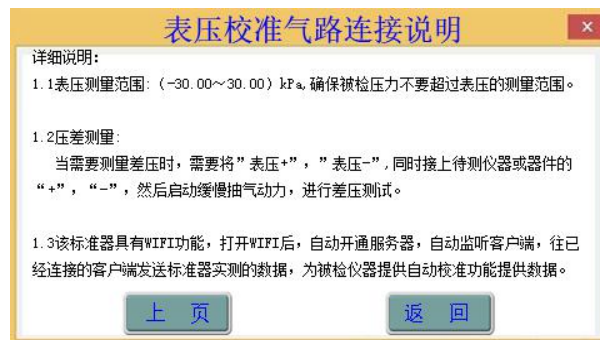 表压校准气路连接说明
详细说明:
1.1表压测量范围:（-30.00～30.00）kPa,确保被检压力不要超过表压的测量范围。
1.2压差测量:
当需要测量差压时，需要将"表压+"，"表压-",同时接上待测仪器或器件的
"+"，"-"，然后启动缓慢抽气动力，进行差压测试。
1.3该标准器具有WIFI功能，打开WIFI后，自动开通服务器，自动监听客户端，往已
经连接的客户端发送标准器实测的数据，为被检仪器提供自动校准功能提供数据。
上 页
返 回